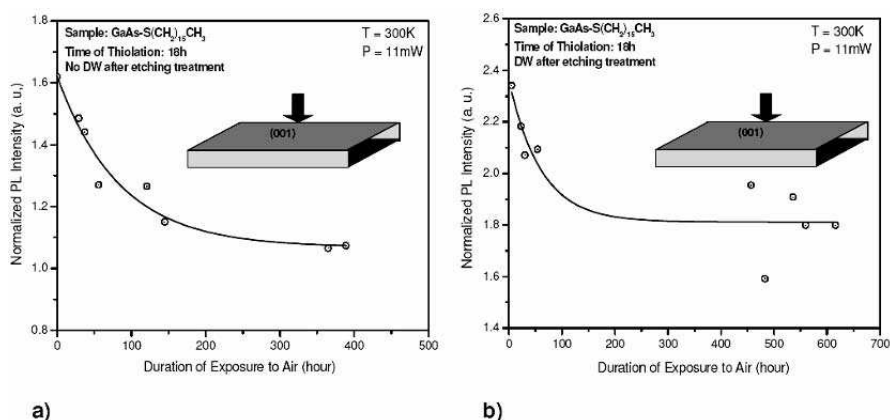 Sample: GaAs-S(CH2)15CH3
Time of Thiolation: 18h
No DW after etching treatment
T = 300K
P = 11mW
(001)
Normalized PL Intensity (a. u.)
1.8
1.6
1.4
1.2
1.0
0.8
0
100
200
300
400
500
Duration of Exposure to Air (hour)
a)
Sample: GaAs-S(CH2)15CH3
Time of Thiolation: 18h
DW after etching treatment
T = 300K
P = 11mW
(001)
Normalized PL Intensity (a. u.)
2.6
2.4
2.2
2.0
1.8
1.6
1.4
0
100
200
300
400
500
600
700
Duration of Exposure to Air (hour)
b)